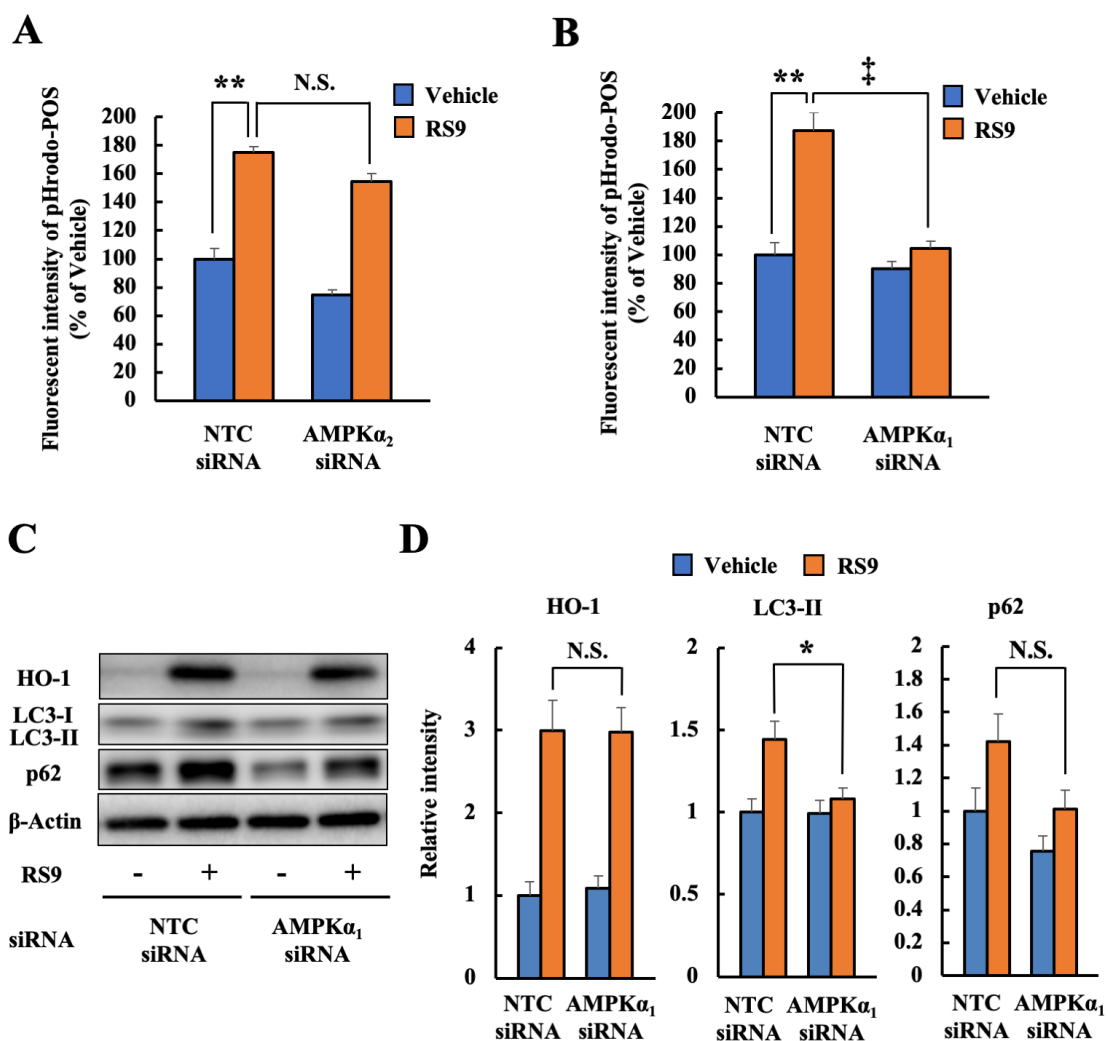 A
Fluorescent intensity of pHrodo-POS
(% of Vehicle)
200
180
160
140
120
100
80
60
40
20
0
**
N.S.
Vehicle
RS9
NTC
siRNA
AMPKα₂
siRNA
B
Fluorescent intensity of pHrodo-POS
(% of Vehicle)
200
180
160
140
120
100
80
60
40
20
0
**
‡
Vehicle
RS9
NTC
siRNA
AMPKα₁
siRNA
C
HO-1
LC3-I
LC3-II
p62
β-Actin
RS9 - + - +
siRNA
NTC
siRNA
AMPKα₁
siRNA
D
Vehicle RS9
Relative intensity
HO-1
4
3
2
1
0
N.S.
NTC
siRNA
AMPKα₁
siRNA
LC3-II
2
1.5
1
0.5
0
*
NTC
siRNA
AMPKα₁
siRNA
p62
2
1.8
1.6
1.4
1.2
1
0.8
0.6
0.4
0.2
0
N.S.
NTC
siRNA
AMPKα₁
siRNA